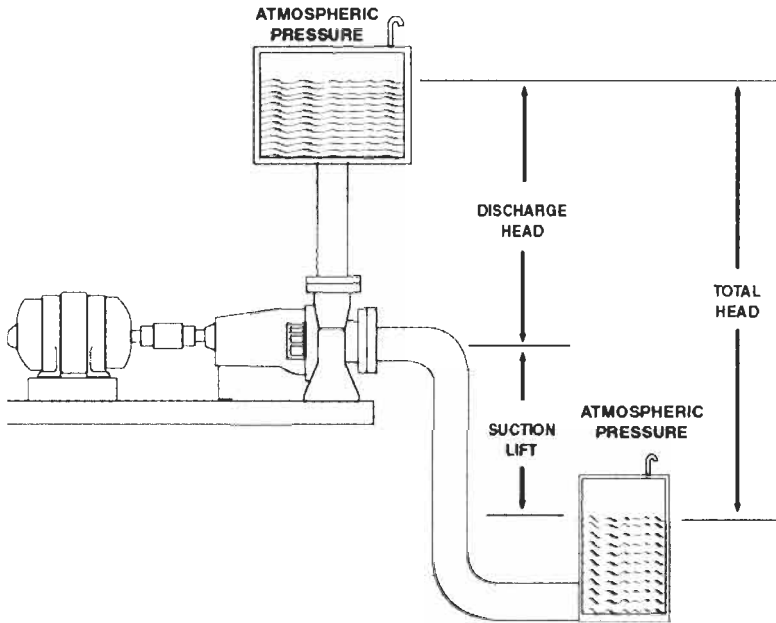 ATMOSPHERIC
PRESSURE
DISCHARGE
HEAD
TOTAL
HEAD
SUCTION
LIFT
ATMOSPHERIC
PRESSURE